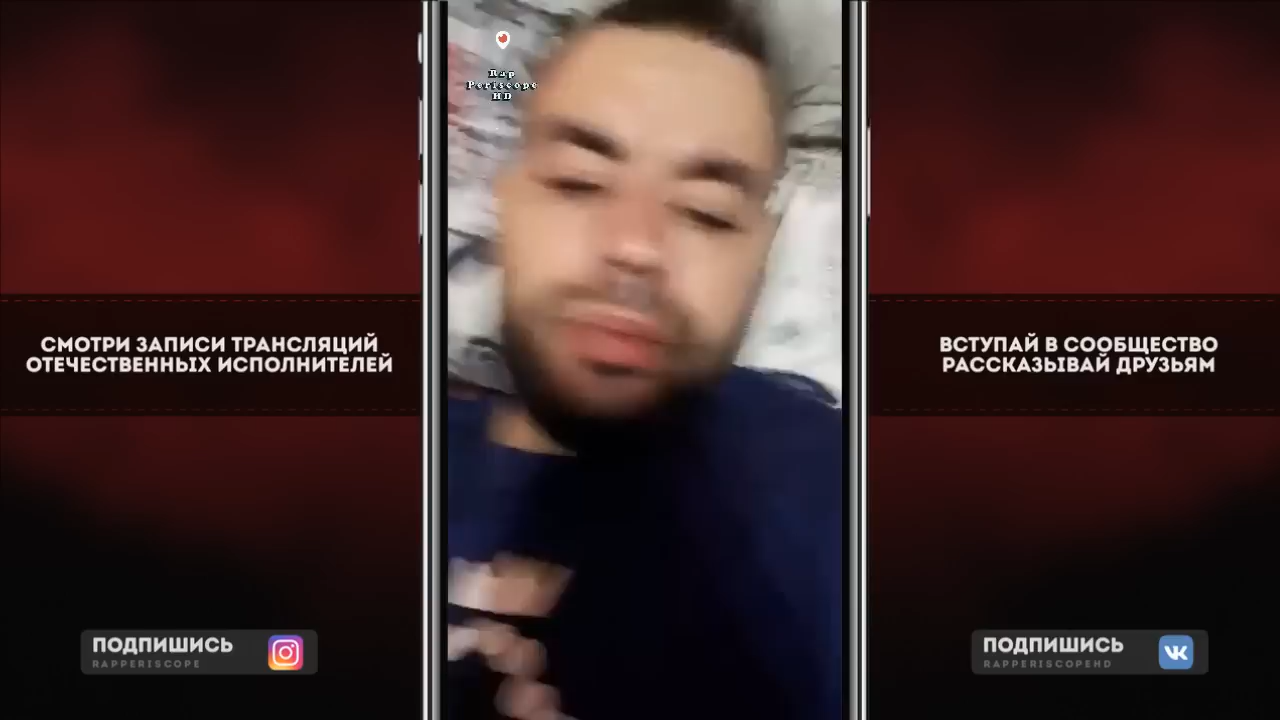 Rap
Periscope
HD
СМОТРИ ЗАПИСИ ТРАНСЛЯЦИЙ
ОТЕЧЕСТВЕННЫХ ИСПОЛНИТЕЛЕЙ
ВСТУПАЙ В СООБЩЕСТВО
РАССКАЗЫВАЙ ДРУЗЬЯМ
ПОДПИШИСЬ
RAPPERISCOPE
ПОДПИШИСЬ
RAPPERISCOPEHD